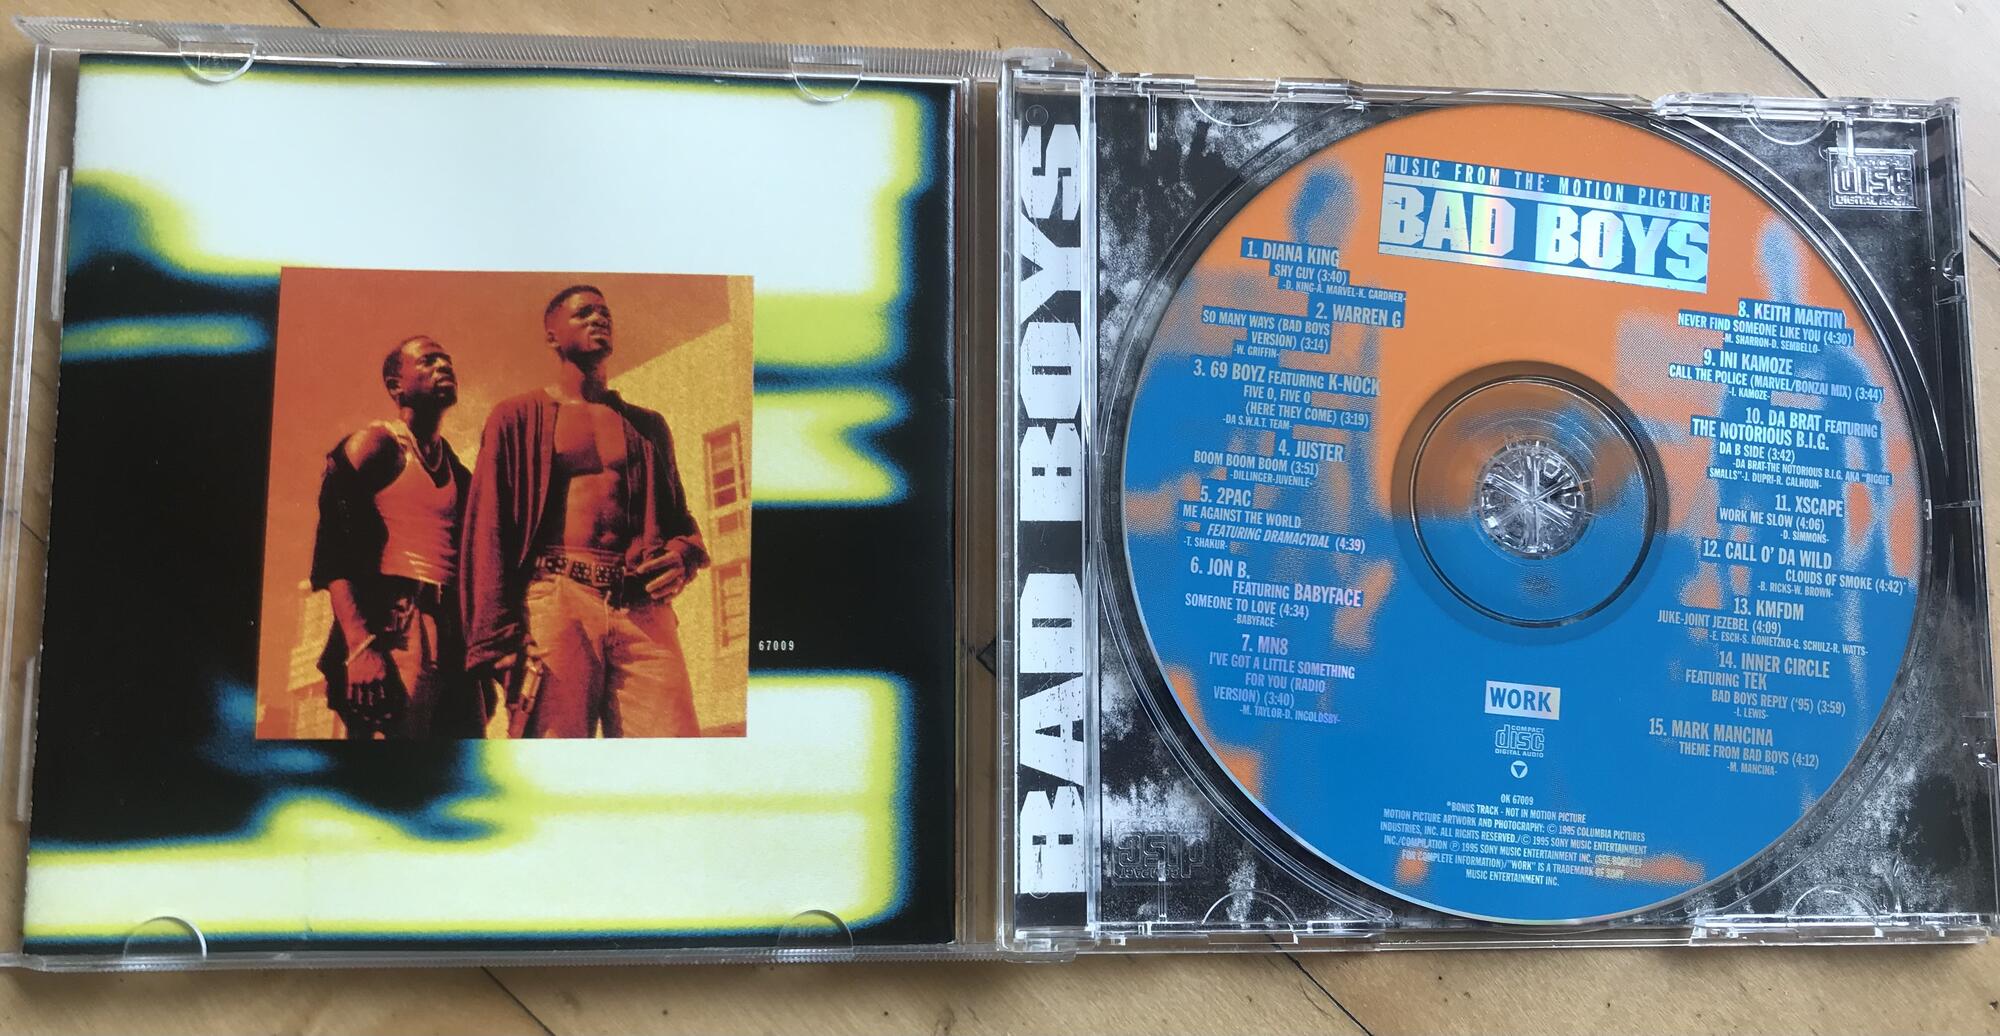 67009
BAD BOYS
MUSIC FROM THE MOTION PICTURE
BAD BOYS
1. DIANA KING
SHY GUY (3:40)
-D. KING-A. MARVEL-K. GARDNER-
2. WARREN G
SO MANY WAYS (BAD BOYS
VERSION) (3:14)
-W. GRIFFIN-
3. 69 BOYZ FEATURING K-NOCK
FIVE O, FIVE O
(HERE THEY COME) (3:19)
-DA S.W.A.T. TEAM-
4. JUSTER
BOOM BOOM BOOM (3:51)
-DILLINGER-JUVENILE-
5. 2PAC
ME AGAINST THE WORLD
FEATURING DRAMACYDAL (4:39)
-T. SHAKUR-
6. JON B.
FEATURING BABYFACE
SOMEONE TO LOVE (4:34)
-BABYFACE-
7. MN8
I'VE GOT A LITTLE SOMETHING
FOR YOU (RADIO
VERSION) (3:40)
-M. TAYLOR-D. INGOLDSBY-
8. KEITH MARTIN
NEVER FIND SOMEONE LIKE YOU (4:30)
-M. SHARRON-D. SEMBELLO-
9. INI KAMOZE
CALL THE POLICE (MARVEL/BONZAI MIX) (3:44)
-I. KAMOZE-
10. DA BRAT FEATURING
THE NOTORIOUS B.I.G.
DA B SIDE (3:42)
-DA BRAT-THE NOTORIOUS B.I.G. AKA "BIGGIE
SMALLS"-J. DUPRI-R. CALHOUN-
11. XSCAPE
WORK ME SLOW (4:06)
-D. SIMMONS-
12. CALL O' DA WILD
CLOUDS OF SMOKE (4:42)*
-B. RICKS-W. BROWN-
13. KMFDM
JUKE-JOINT JEZEBEL (4:09)
-E. ESCH-S. KONIETZKO-G. SCHULZ-R. WATTS-
14. INNER CIRCLE
FEATURING TEK
BAD BOYS REPLY ('95) (3:59)
-I. LEWIS-
15. MARK MANCINA
THEME FROM BAD BOYS (4:12)
-M. MANCINA-
WORK
COMPACT
disc
DIGITAL AUDIO
OK 67009
*BONUS TRACK - NOT IN MOTION PICTURE
MOTION PICTURE ARTWORK AND PHOTOGRAPHY: © 1995 COLUMBIA PICTURES
INDUSTRIES, INC. ALL RIGHTS RESERVED./© 1995 SONY MUSIC ENTERTAINMENT
INC./COMPILATION ℗ 1995 SONY MUSIC ENTERTAINMENT INC. (SEE BOOKLET
FOR COMPLETE INFORMATION)/"WORK" IS A TRADEMARK OF SONY
MUSIC ENTERTAINMENT INC.
disc
DIGITAL AUDIO
disc
COMPACT